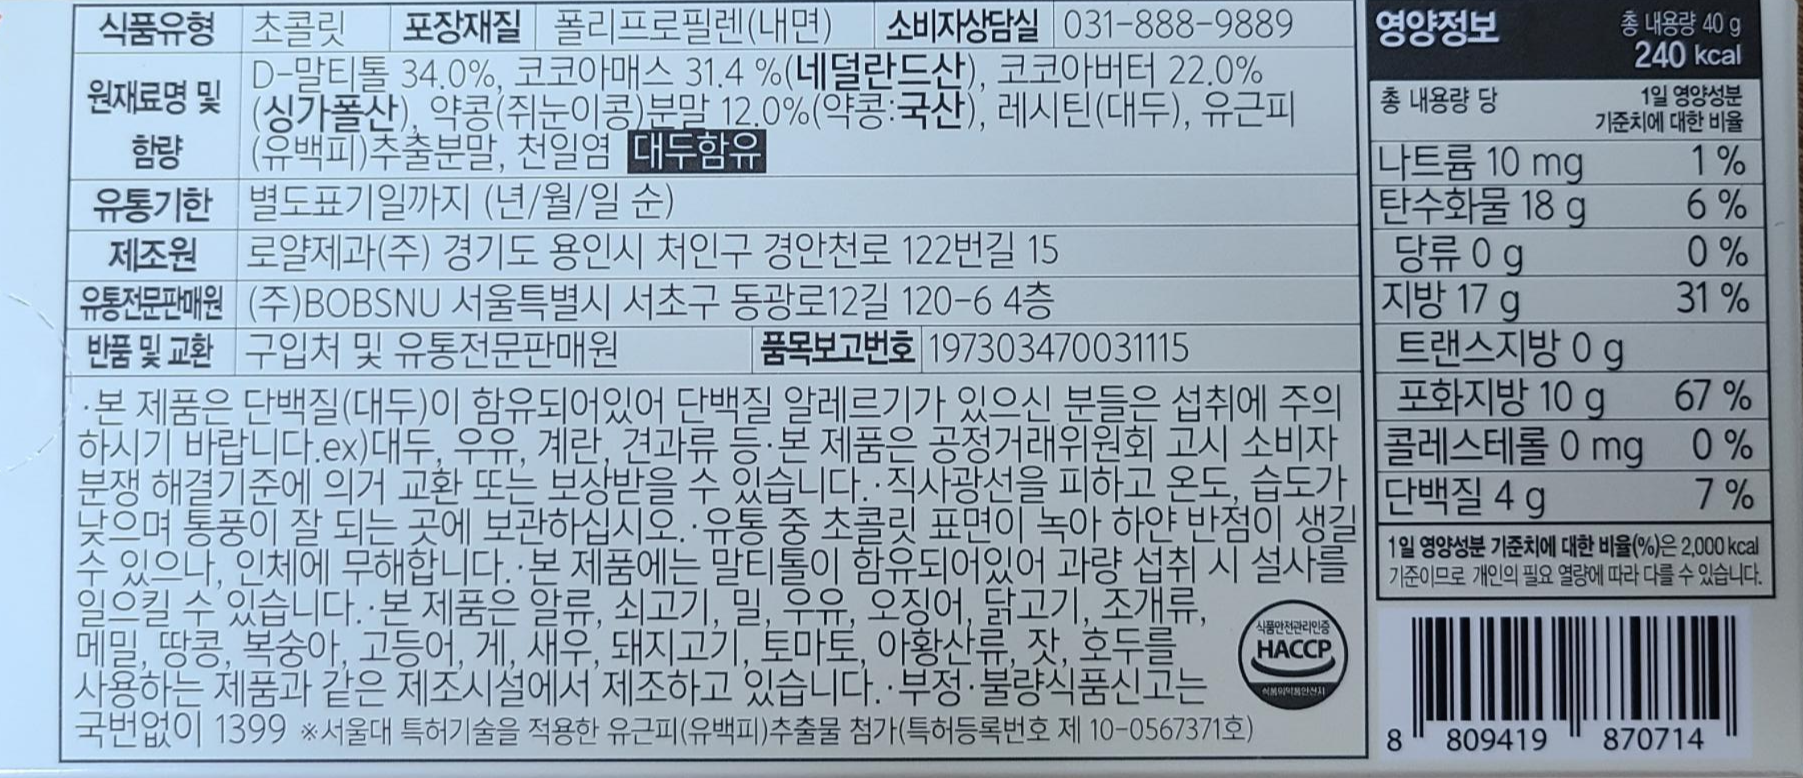 식품유형 초콜릿 포장재질 폴리프로필렌(내면) 소비자상담실 031-888-9889
원재료명 및 함량
D-말티톨 34.0%, 코코아매스 31.4 %(네덜란드산), 코코아버터 22.0%
(싱가폴산), 약콩(쥐눈이콩)분말 12.0%(약콩:국산), 레시틴(대두), 유근피
(유백피)추출분말, 천일염 대두함유
유통기한 별도표기일까지 (년/월/일 순)
제조원 로얄제과(주) 경기도 용인시 처인구 경안천로 122번길 15
유통전문판매원 (주)BOBSNU 서울특별시 서초구 동광로12길 120-6 4층
반품 및 교환 구입처 및 유통전문판매원 품목보고번호 197303470031115
·본 제품은 단백질(대두)이 함유되어있어 단백질 알레르기가 있으신 분들은 섭취에 주의
하시기 바랍니다.ex)대두, 우유, 계란, 견과류 등·본 제품은 공정거래위원회 고시 소비자
분쟁 해결기준에 의거 교환 또는 보상받을 수 있습니다.·직사광선을 피하고 온도, 습도가
낮으며 통풍이 잘 되는 곳에 보관하십시오.·유통 중 초콜릿 표면이 녹아 하얀 반점이 생길
수 있으나, 인체에 무해합니다.·본 제품에는 말티톨이 함유되어있어 과량 섭취 시 설사를
일으킬 수 있습니다.·본 제품은 알류, 쇠고기, 밀, 우유, 오징어, 닭고기, 조개류,
메밀, 땅콩, 복숭아, 고등어, 게, 새우, 돼지고기, 토마토, 아황산류, 잣, 호두를
사용하는 제품과 같은 제조시설에서 제조하고 있습니다.·부정·불량식품신고는
국번없이 1399 ※서울대 특허기술을 적용한 유근피(유백피)추출물 첨가(특허등록번호 제 10-0567371호)
식품안전관리인증
HACCP
식품의약품안전처
영양정보 총 내용량 40 g
240 kcal
총 내용량 당 1일 영양성분
기준치에 대한 비율
나트륨 10 mg 1 %
탄수화물 18 g 6 %
당류 0 g 0 %
지방 17 g 31 %
트랜스지방 0 g
포화지방 10 g 67 %
콜레스테롤 0 mg 0 %
단백질 4 g 7 %
1일 영양성분 기준치에 대한 비율(%)은 2,000 kcal
기준이므로 개인의 필요 열량에 따라 다를 수 있습니다.
8 809419 870714